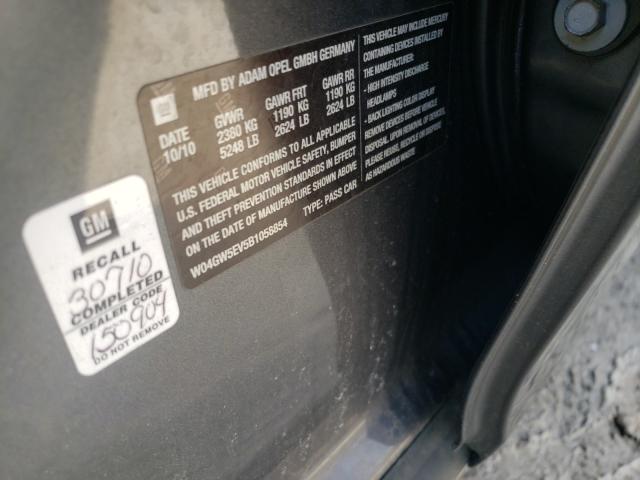 MFD BY ADAM OPEL GMBH GERMANY
DATE GVWR GAWR FRT GAWR RR
10/10 2380 KG 1190 KG 1190 KG
5248 LB 2624 LB 2624 LB
THIS VEHICLE CONFORMS TO ALL APPLICABLE
U.S. FEDERAL MOTOR VEHICLE SAFETY, BUMPER
AND THEFT PREVENTION STANDARDS IN EFFECT
ON THE DATE OF MANUFACTURE SHOWN ABOVE
W04GW5EV5B1058854 TYPE: PASS CAR
THIS VEHICLE MAY INCLUDE MERCURY
CONTAINING DEVICES INSTALLED BY
THE MANUFACTURER:
- HIGH INTENSITY DISCHARGE
HEADLAMPS
- BACK LIGHTING COLOR DISPLAY
REMOVE DEVICES BEFORE VEHICLE
DISPOSAL. UPON REMOVAL OF DEVICES
PLEASE REUSE, RECYCLE OR DISPOSE
AS HAZARDOUS WASTE
GM
RECALL
30710
COMPLETED
DEALER CODE
150904
DO NOT REMOVE